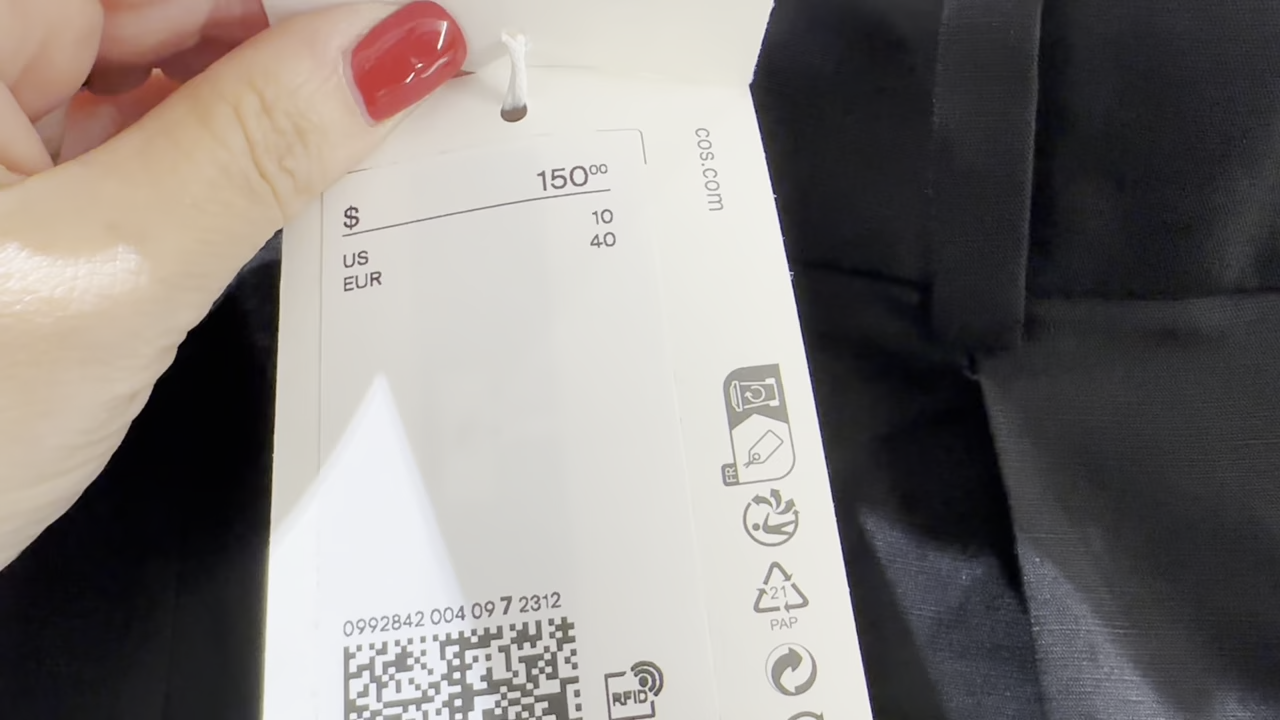 $ 150⁰⁰
US 10
EUR 40
cos.com
FR
21
PAP
0992842 004 09 7 2312
RFID